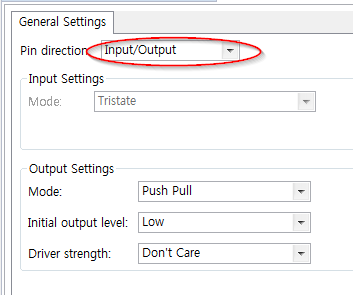 General Settings
Pin direction: Input/Output
Input Settings
Mode: Tristate
Output Settings
Mode: Push Pull
Initial output level: Low
Driver strength: Don't Care